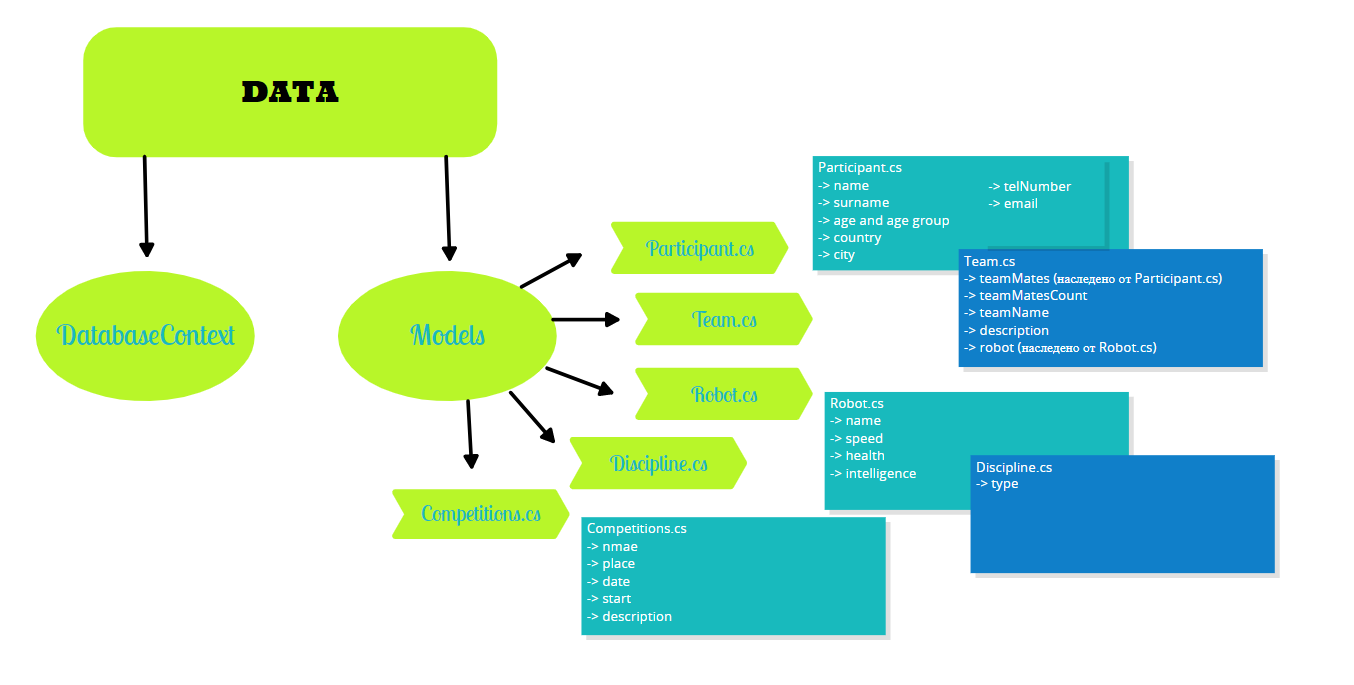 DATA
DatabaseContext
Models
Participant.cs
Team.cs
Robot.cs
Discipline.cs
Competitions.cs
Participant.cs
-> name
-> surname
-> age and age group
-> country
-> city
-> telNumber
-> email
Team.cs
-> teamMates (наследено от Participant.cs)
-> teamMatesCount
-> teamName
-> description
-> robot (наследено от Robot.cs)
Robot.cs
-> name
-> speed
-> health
-> intelligence
Discipline.cs
-> type
Competitions.cs
-> nmae
-> place
-> date
-> start
-> description